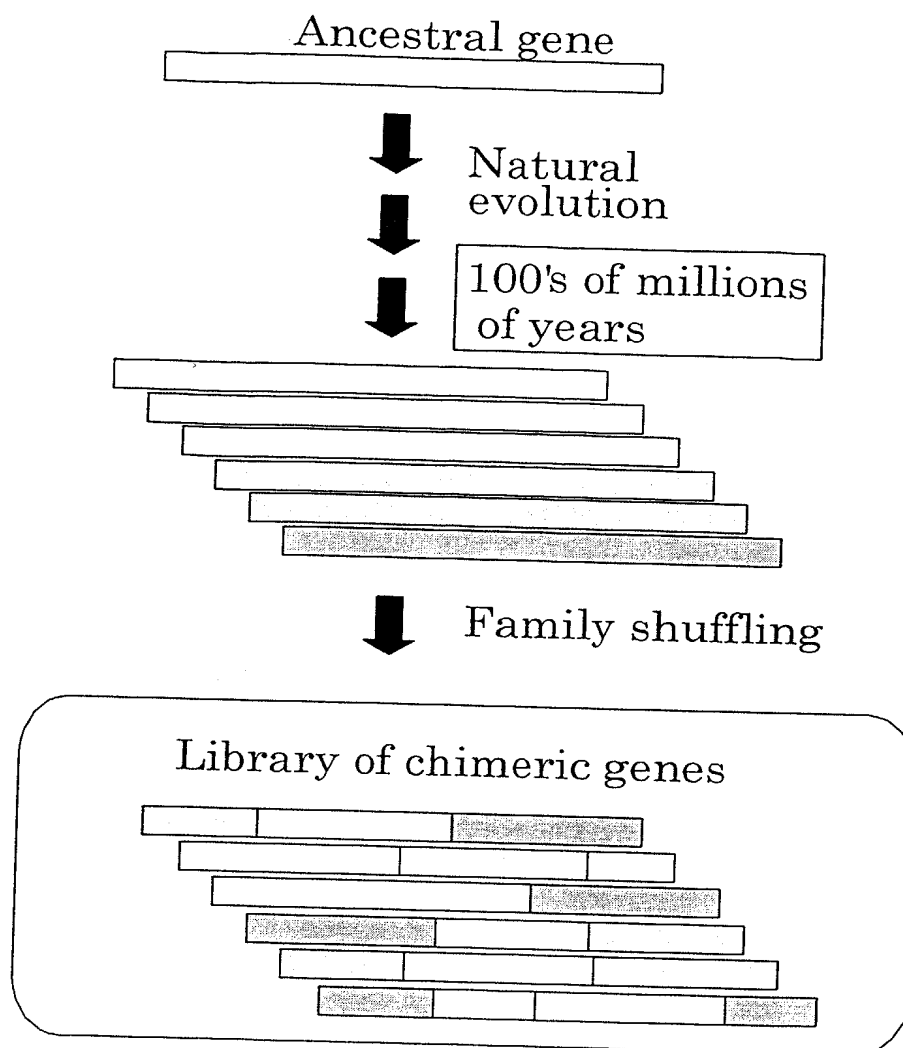 Ancestral gene
Natural
evolution
100's of millions
of years
Family shuffling
Library of chimeric genes